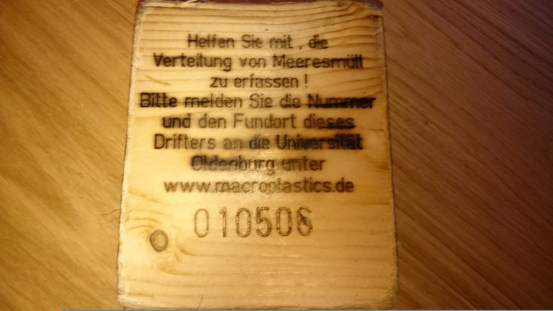 Helfen Sie mit, die
Verteilung von Meeresmüll
zu erfassen!
Bitte melden Sie die Nummer
und den Fundort dieses
Drifters an die Universität
Oldenburg unter
www.macroplastics.de
010506